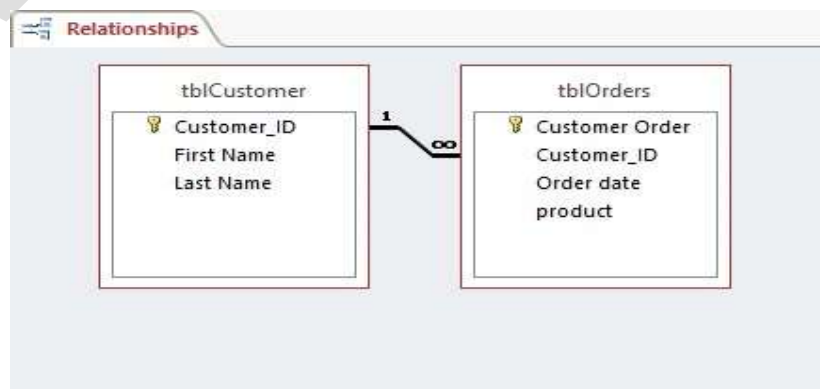 Relationships
tblCustomer
Customer_ID
First Name
Last Name
1
∞
tblOrders
Customer Order
Customer_ID
Order date
product